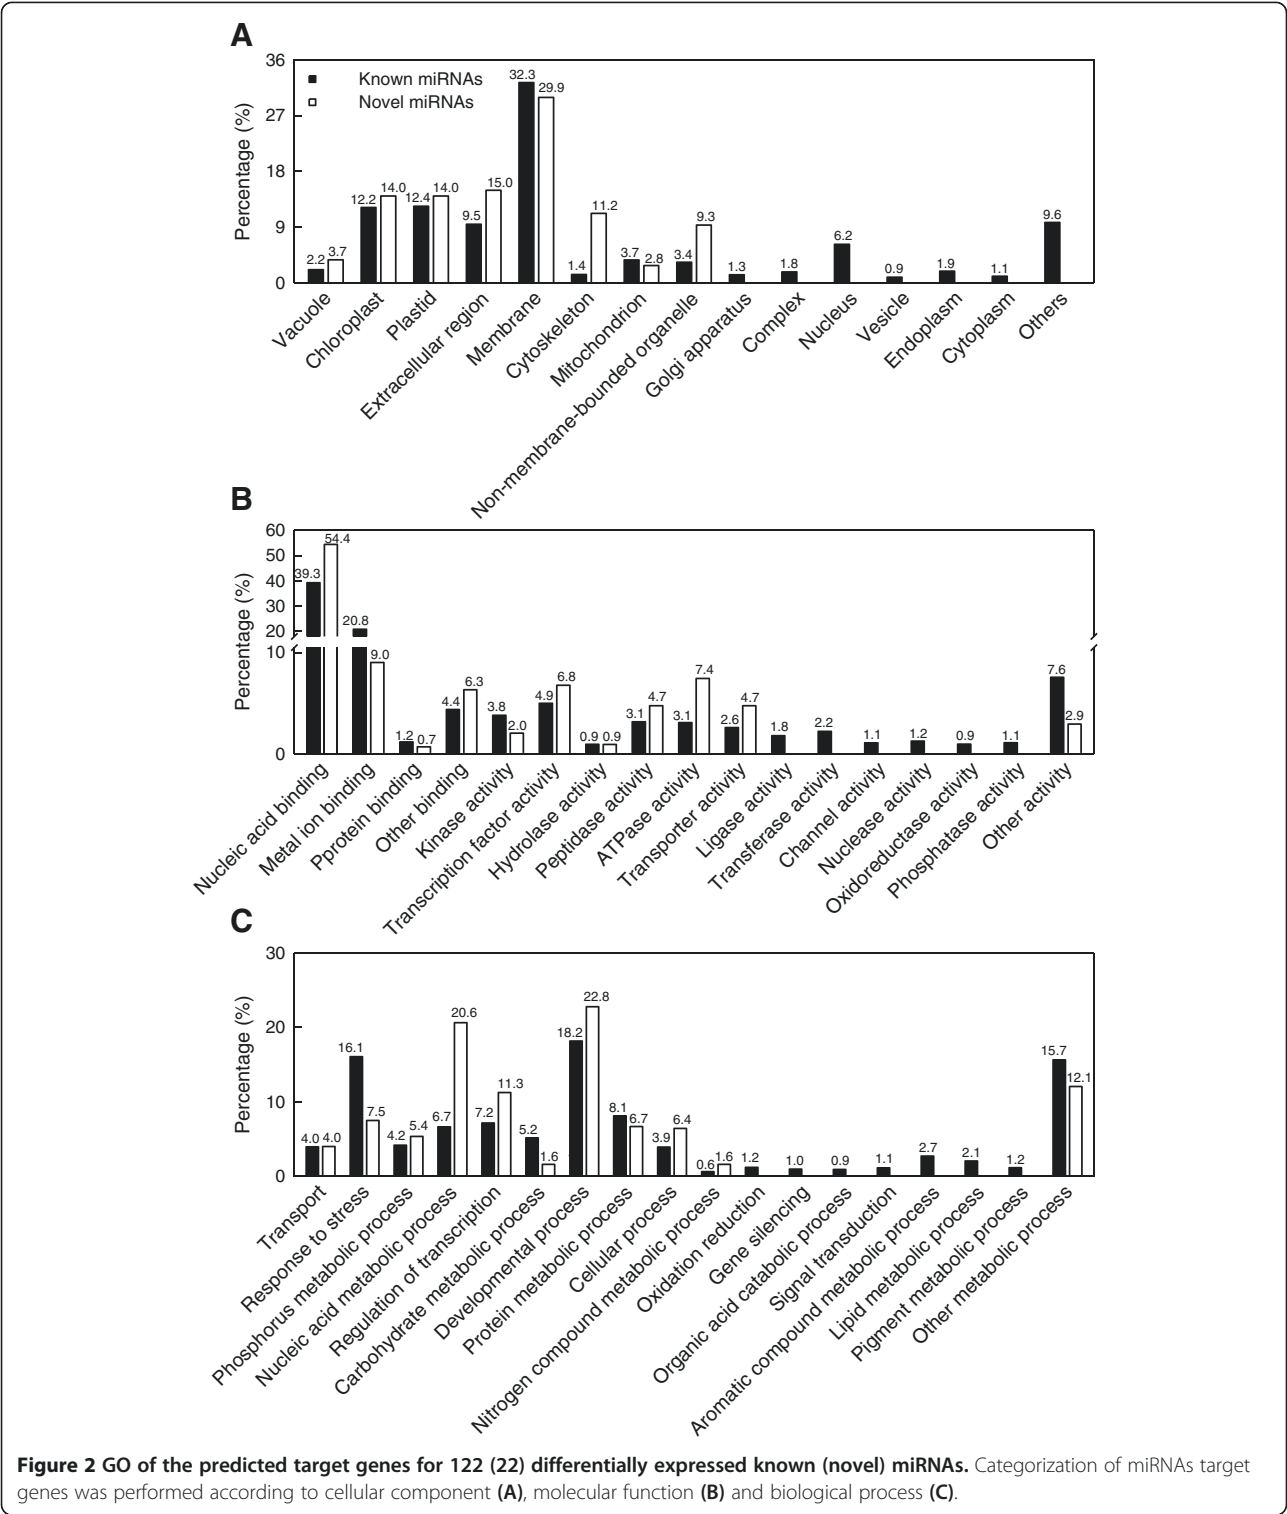 A
36
27
18
9
0
Percentage (%)
Known miRNAs
Novel miRNAs
2.2 3.7 12.2 14.0 12.4 14.0 9.5 15.0 32.3 29.9 1.4 11.2 3.7 2.8 3.4 9.3 1.3 1.8 6.2 0.9 1.9 1.1 9.6
Vacuole
Chloroplast
Plastid
Extracellular region
Membrane
Cytoskeleton
Mitochondrion
Non-membrane-bounded organelle
Golgi apparatus
Complex
Nucleus
Vesicle
Endoplasm
Cytoplasm
Others
B
60
50
40
30
20
10
0
Percentage (%)
39.3 54.4 20.8 9.0 1.2 0.7 4.4 6.3 3.8 2.0 4.9 6.8 0.9 0.9 3.1 4.7 3.1 7.4 2.6 4.7 1.8 2.2 1.1 1.2 0.9 1.1 7.6 2.9
Nucleic acid binding
Metal ion binding
Pprotein binding
Other binding
Kinase activity
Transcription factor activity
Hydrolase activity
Peptidase activity
ATPase activity
Transporter activity
Ligase activity
Transferase activity
Channel activity
Nuclease activity
Oxidoreductase activity
Phosphatase activity
Other activity
C
30
20
10
0
Percentage (%)
4.0 4.0 16.1 7.5 4.2 5.4 6.7 20.6 7.2 11.3 5.2 1.6 18.2 22.8 8.1 6.7 3.9 6.4 0.6 1.6 1.2 1.0 0.9 1.1 2.7 2.1 1.2 15.7 12.1
Transport
Response to stress
Phosphorus metabolic process
Nucleic acid metabolic process
Regulation of transcription
Carbohydrate metabolic process
Developmental process
Protein metabolic process
Cellular process
Nitrogen compound metabolic process
Oxidation reduction
Gene silencing
Organic acid catabolic process
Signal transduction
Aromatic compound metabolic process
Lipid metabolic process
Pigment metabolic process
Other metabolic process
Figure 2 GO of the predicted target genes for 122 (22) differentially expressed known (novel) miRNAs. Categorization of miRNAs target
genes was performed according to cellular component (A), molecular function (B) and biological process (C).